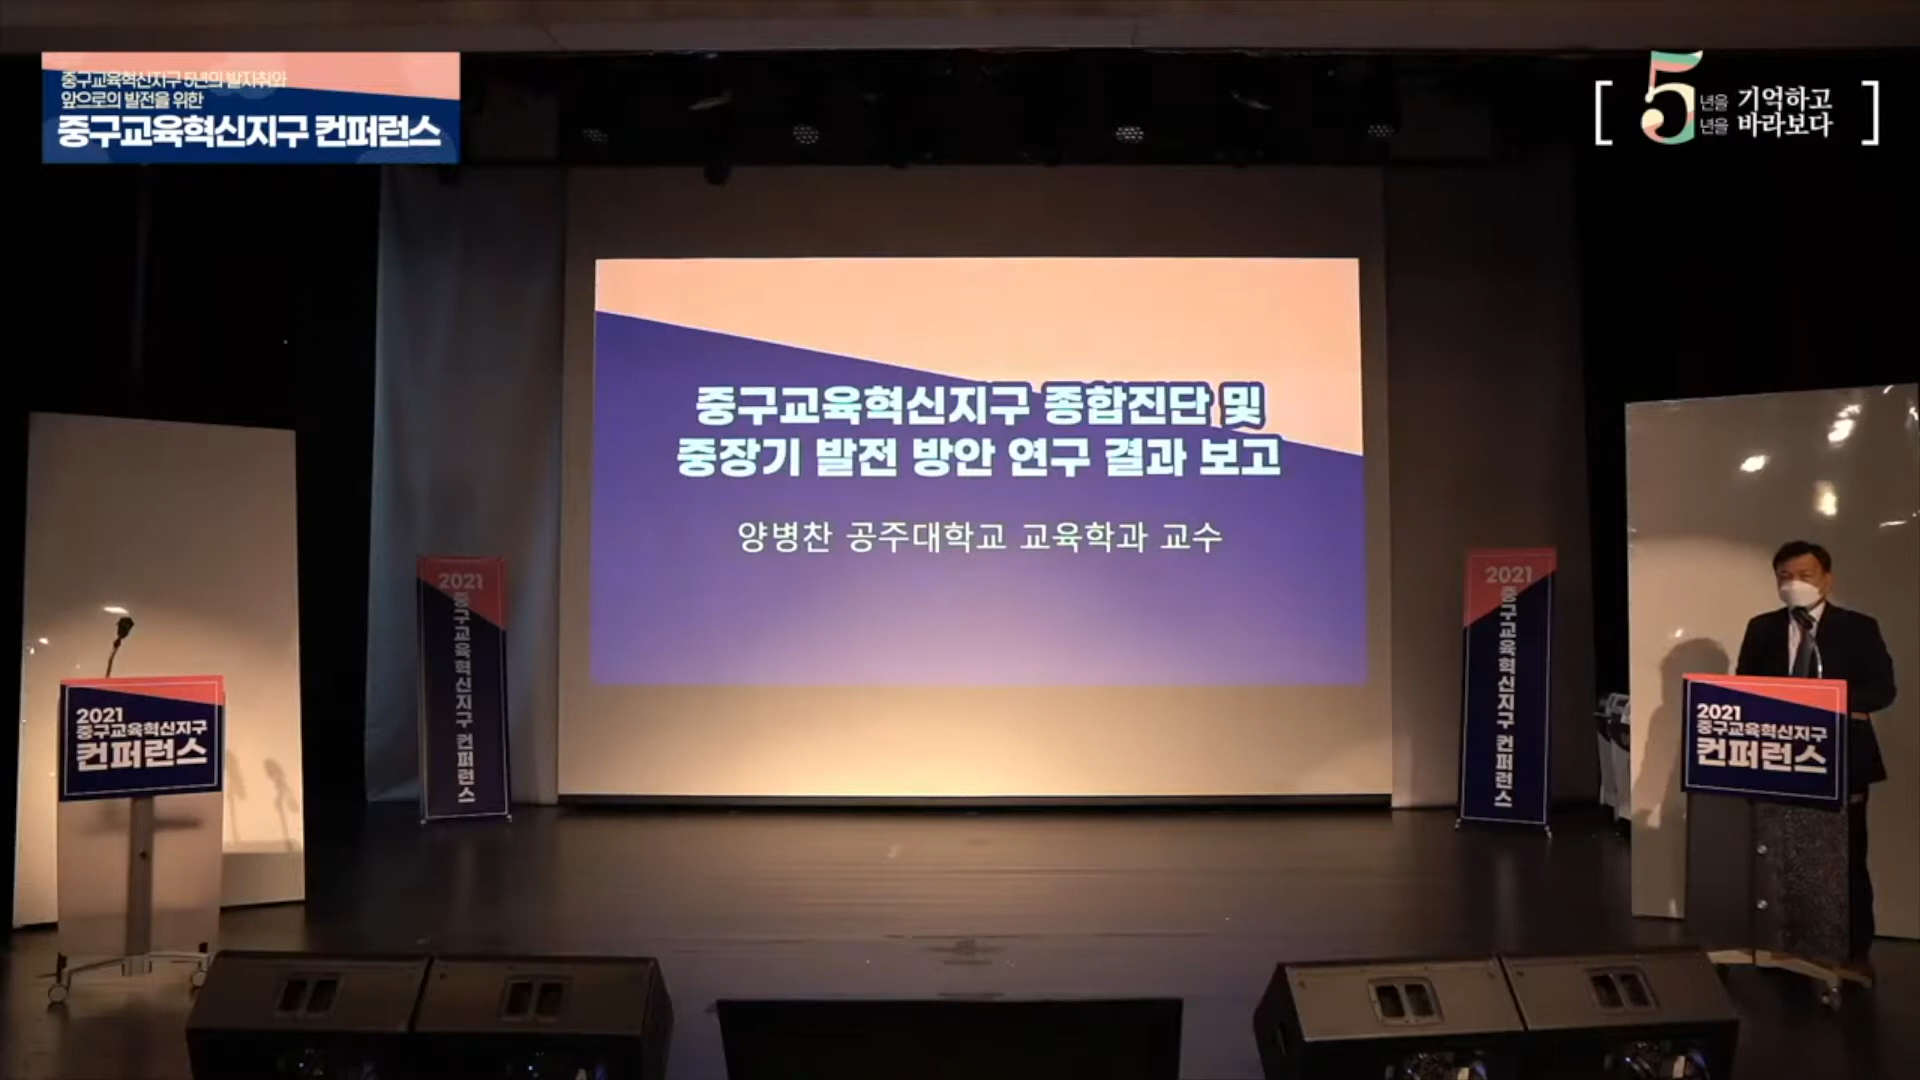 중구교육혁신지구 5년의 발자취와
앞으로의 발전을 위한
중구교육혁신지구 컨퍼런스
5년을 기억하고
년을 바라보다
중구교육혁신지구 종합진단 및
중장기 발전 방안 연구 결과 보고
양병찬 공주대학교 교육학과 교수
2021
중구교육혁신지구 컨퍼런스
2021
중구교육혁신지구 컨퍼런스
2021
중구교육혁신지구
컨퍼런스
2021
중구교육혁신지구
컨퍼런스